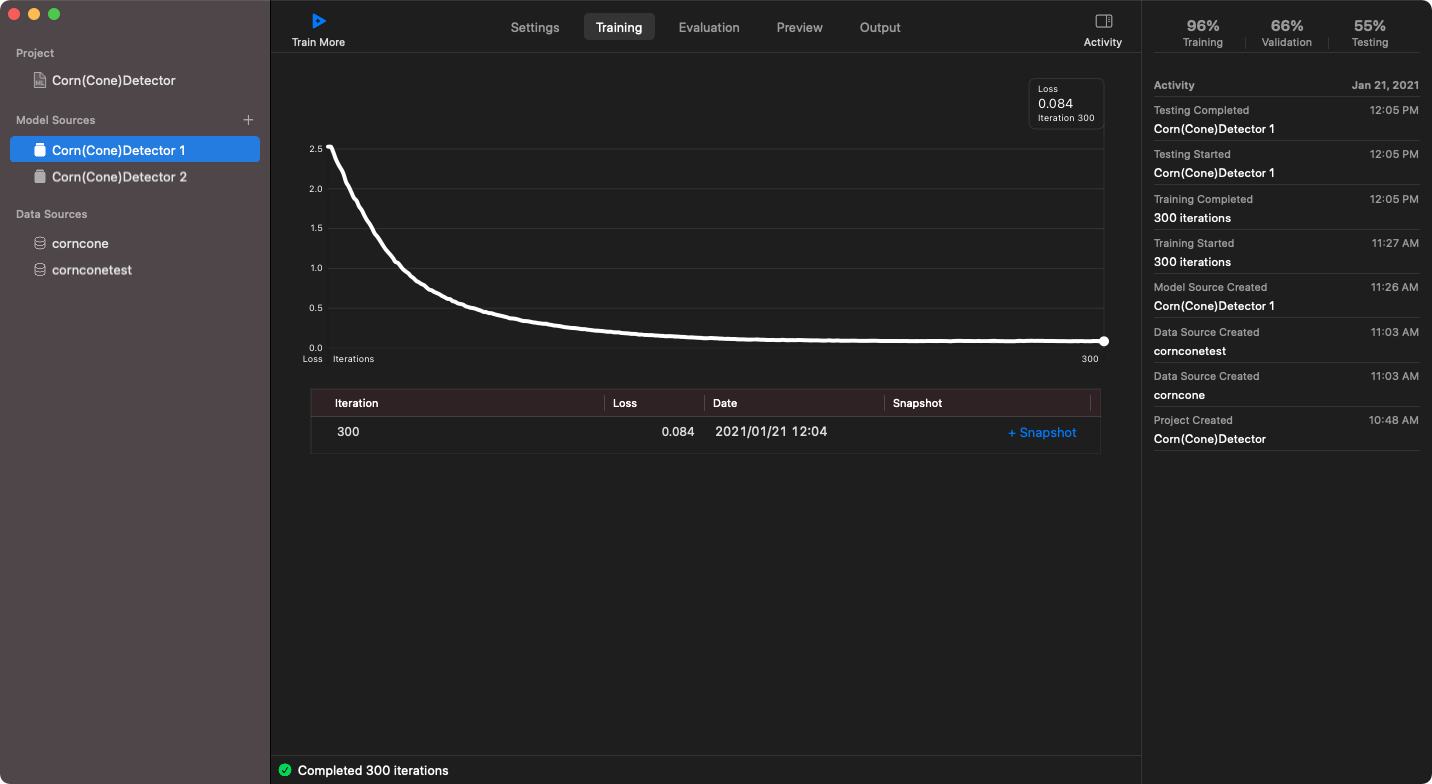 Project
Corn(Cone)Detector
Model Sources +
Corn(Cone)Detector 1
Corn(Cone)Detector 2
Data Sources
corncone
cornconetest
Train More
Settings Training Evaluation Preview Output
Activity
Loss
0.084
Iteration 300
2.5
2.0
1.5
1.0
0.5
0.0
Loss Iterations 300
Iteration Loss Date Snapshot
300 0.084 2021/01/21 12:04 + Snapshot
Completed 300 iterations
96% 66% 55%
Training Validation Testing
Activity Jan 21, 2021
Testing Completed 12:05 PM
Corn(Cone)Detector 1
Testing Started 12:05 PM
Corn(Cone)Detector 1
Training Completed 12:05 PM
300 iterations
Training Started 11:27 AM
300 iterations
Model Source Created 11:26 AM
Corn(Cone)Detector 1
Data Source Created 11:03 AM
cornconetest
Data Source Created 11:03 AM
corncone
Project Created 10:48 AM
Corn(Cone)Detector